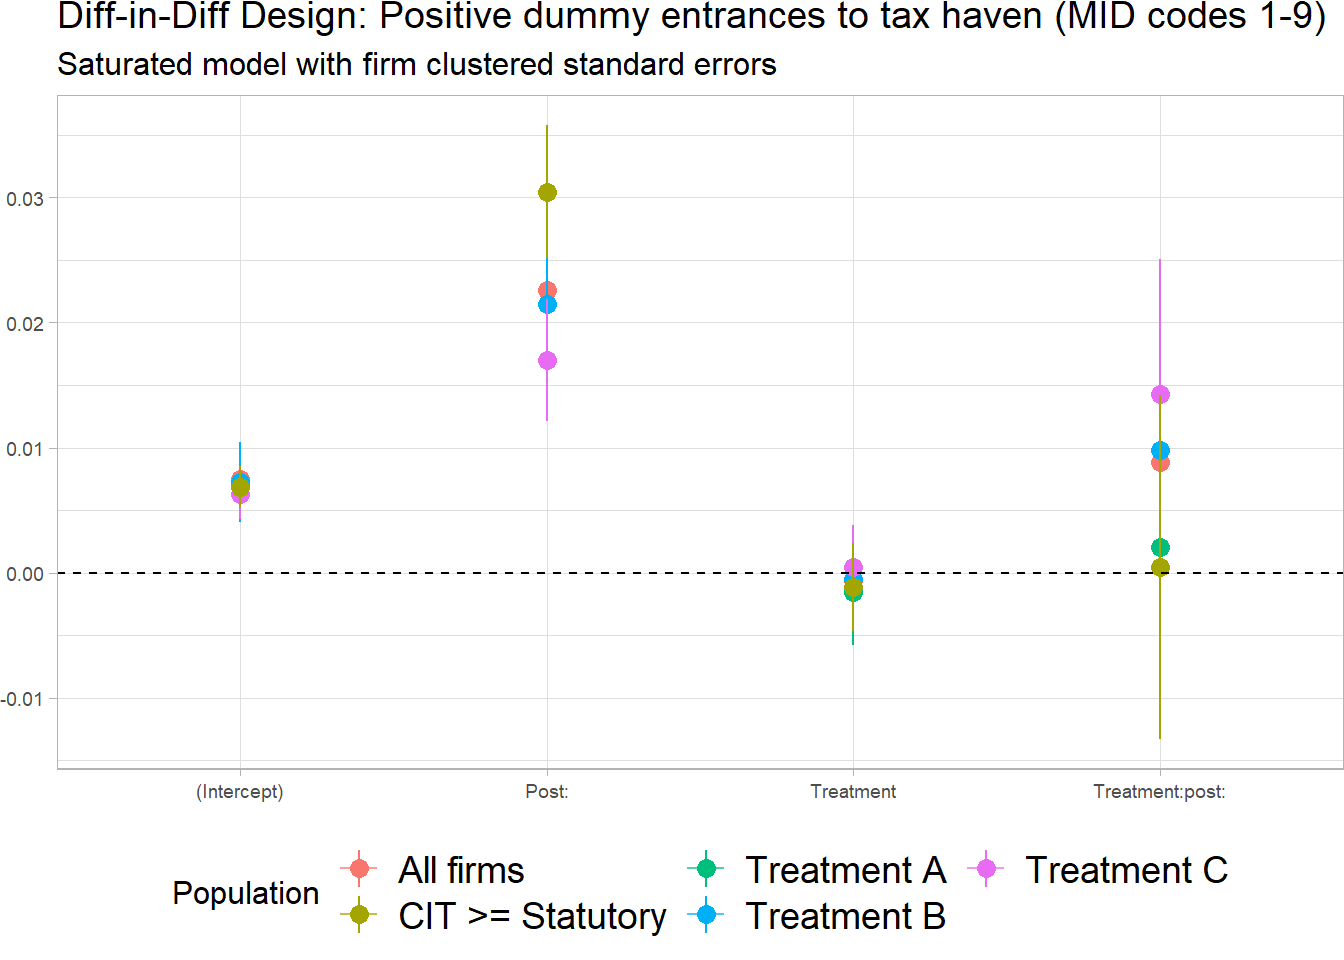 Diff-in-Diff Design: Positive dummy entrances to tax haven (MID codes 1-9)
Saturated model with firm clustered standard errors
0.03
0.02
0.01
0.00
-0.01
(Intercept) Post: Treatment Treatment:post:
Population
All firms Treatment A Treatment C
CIT >= Statutory Treatment B